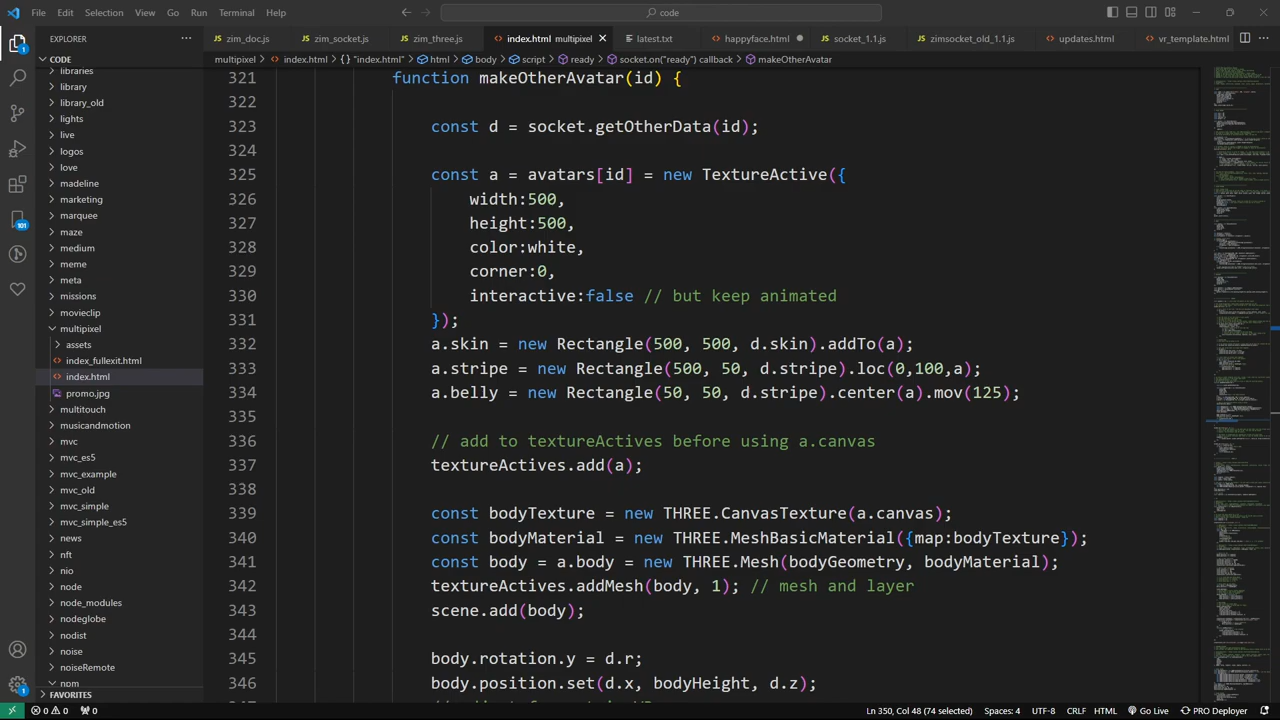 File Edit Selection View Go Run Terminal Help
code
EXPLORER
zim_doc.js zim_socket.js zim_three.js index.html multipixel latest.txt happyface.html socket_1.1.js zimsocket_old_1.1.js updates.html vr_template.html
multipixel > index.html > {} "index.html" > html > body > script > ready > socket.on("ready") callback > makeOtherAvatar
CODE
libraries
library
library_old
lights
live
logos
love
madeline
marketing
marquee
maze
medium
meme
meta
missions
movieclip
multipixel
assets
index_fullexit.html
index.html
promo.jpg
multitouch
musicandmotion
mvc
mvc_es5
mvc_example
mvc_old
mvc_simple
mvc_simple_es5
news
nft
nio
node
node_modules
nodeglobe
nodist
noise
noiseRemote
npm
FAVORITES
1
101
1
321 function makeOtherAvatar(id) {
322
323 const d = socket.getOtherData(id);
324
325 const a = avatars[id] = new TextureActive({
326 width:500,
327 height:500,
328 color:white,
329 corner:0,
330 interactive:false // but keep animated
331 });
332 a.skin = new Rectangle(500, 500, d.skin).addTo(a);
333 a.stripe = new Rectangle(500, 50, d.stripe).loc(0,100,a);
334 a.belly = new Rectangle(50, 50, d.stripe).center(a).mov(125);
335
336 // add to textureActives before using a.canvas
337 textureActives.add(a);
338
339 const bodyTexture = new THREE.CanvasTexture(a.canvas);
340 const bodyMaterial = new THREE.MeshBasicMaterial({map:bodyTexture});
341 const body = a.body = new THREE.Mesh(bodyGeometry, bodyMaterial);
342 textureActives.addMesh(body, 1); // mesh and layer
343 scene.add(body);
344
345 body.rotation.y = d.r;
346 body.position.set(d.x, bodyHeight, d.z);
0 0 0 Ln 350, Col 48 (74 selected) Spaces: 4 UTF-8 CRLF HTML Go Live PRO Deployer